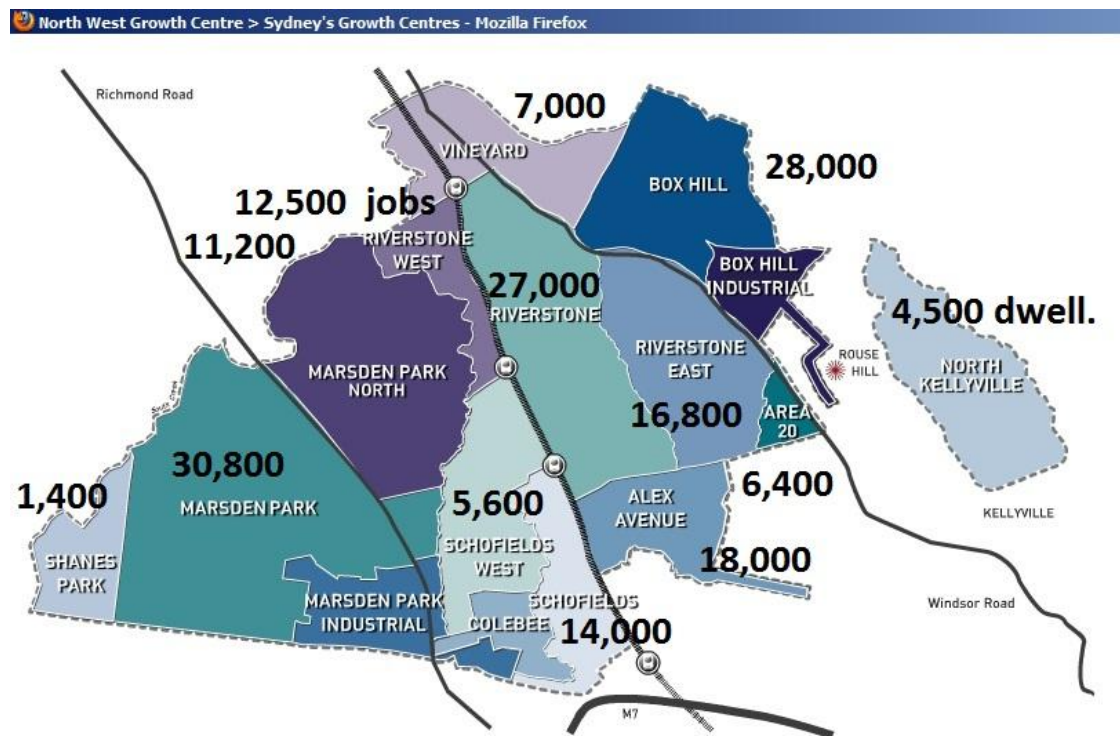 North West Growth Centre > Sydney's Growth Centres - Mozilla Firefox
Richmond Road
7,000
VINEYARD
BOX HILL
28,000
12,500 jobs
11,200
RIVERSTONE
WEST
BOX HILL
INDUSTRIAL
27,000
RIVERSTONE
4,500 dwell.
RIVERSTONE
EAST
ROUSE
HILL
NORTH
KELLYVILLE
MARSDEN PARK
NORTH
16,800
AREA
20
30,800
MARSDEN PARK
1,400
5,600
6,400
ALEX
AVENUE
KELLYVILLE
SHANES
PARK
SCHOFIELDS
WEST
18,000
MARSDEN PARK
INDUSTRIAL
COLEBEE
SCHOFIELDS
14,000
Windsor Road
M7